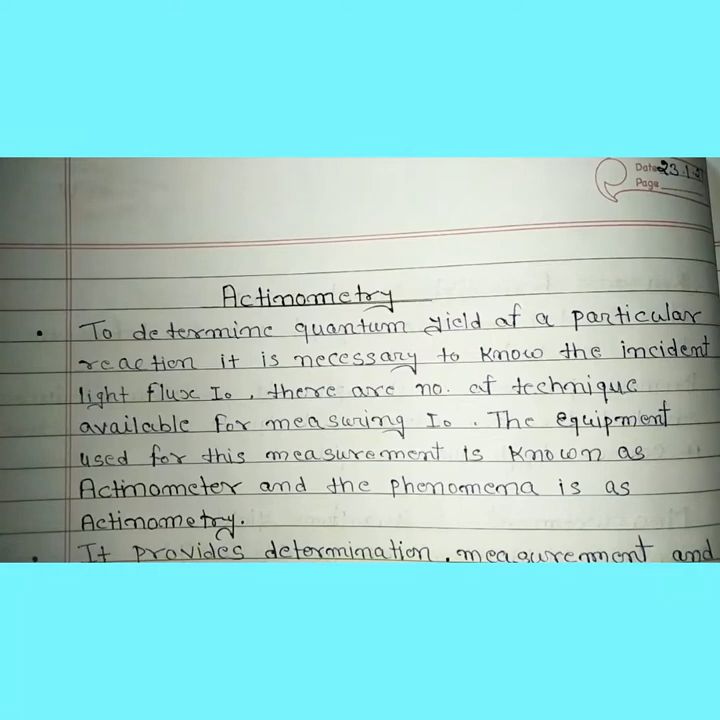 Date 23.1
Page
Actinometry
• To determine quantum yield of a particular
reaction it is necessary to know the incident
light flux I₀, there are no. of technique
available for measuring I₀. The equipment
used for this measurement is known as
Actinometer and the phenomena is as
Actinometry.
• It provides determination, measurement and